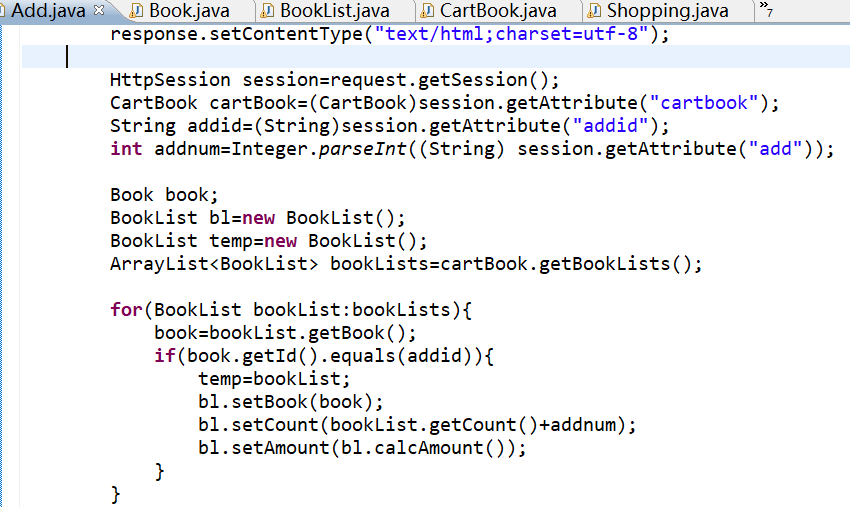 Add.java Book.java BookList.java CartBook.java Shopping.java »7
response.setContentType("text/html;charset=utf-8");
HttpSession session=request.getSession();
CartBook cartBook=(CartBook)session.getAttribute("cartbook");
String addid=(String)session.getAttribute("addid");
int addnum=Integer.parseInt((String) session.getAttribute("add"));
Book book;
BookList bl=new BookList();
BookList temp=new BookList();
ArrayList<BookList> bookLists=cartBook.getBookLists();
for(BookList bookList:bookLists){
book=bookList.getBook();
if(book.getId().equals(addid)){
temp=bookList;
bl.setBook(book);
bl.setCount(bookList.getCount()+addnum);
bl.setAmount(bl.calcAmount());
}
}